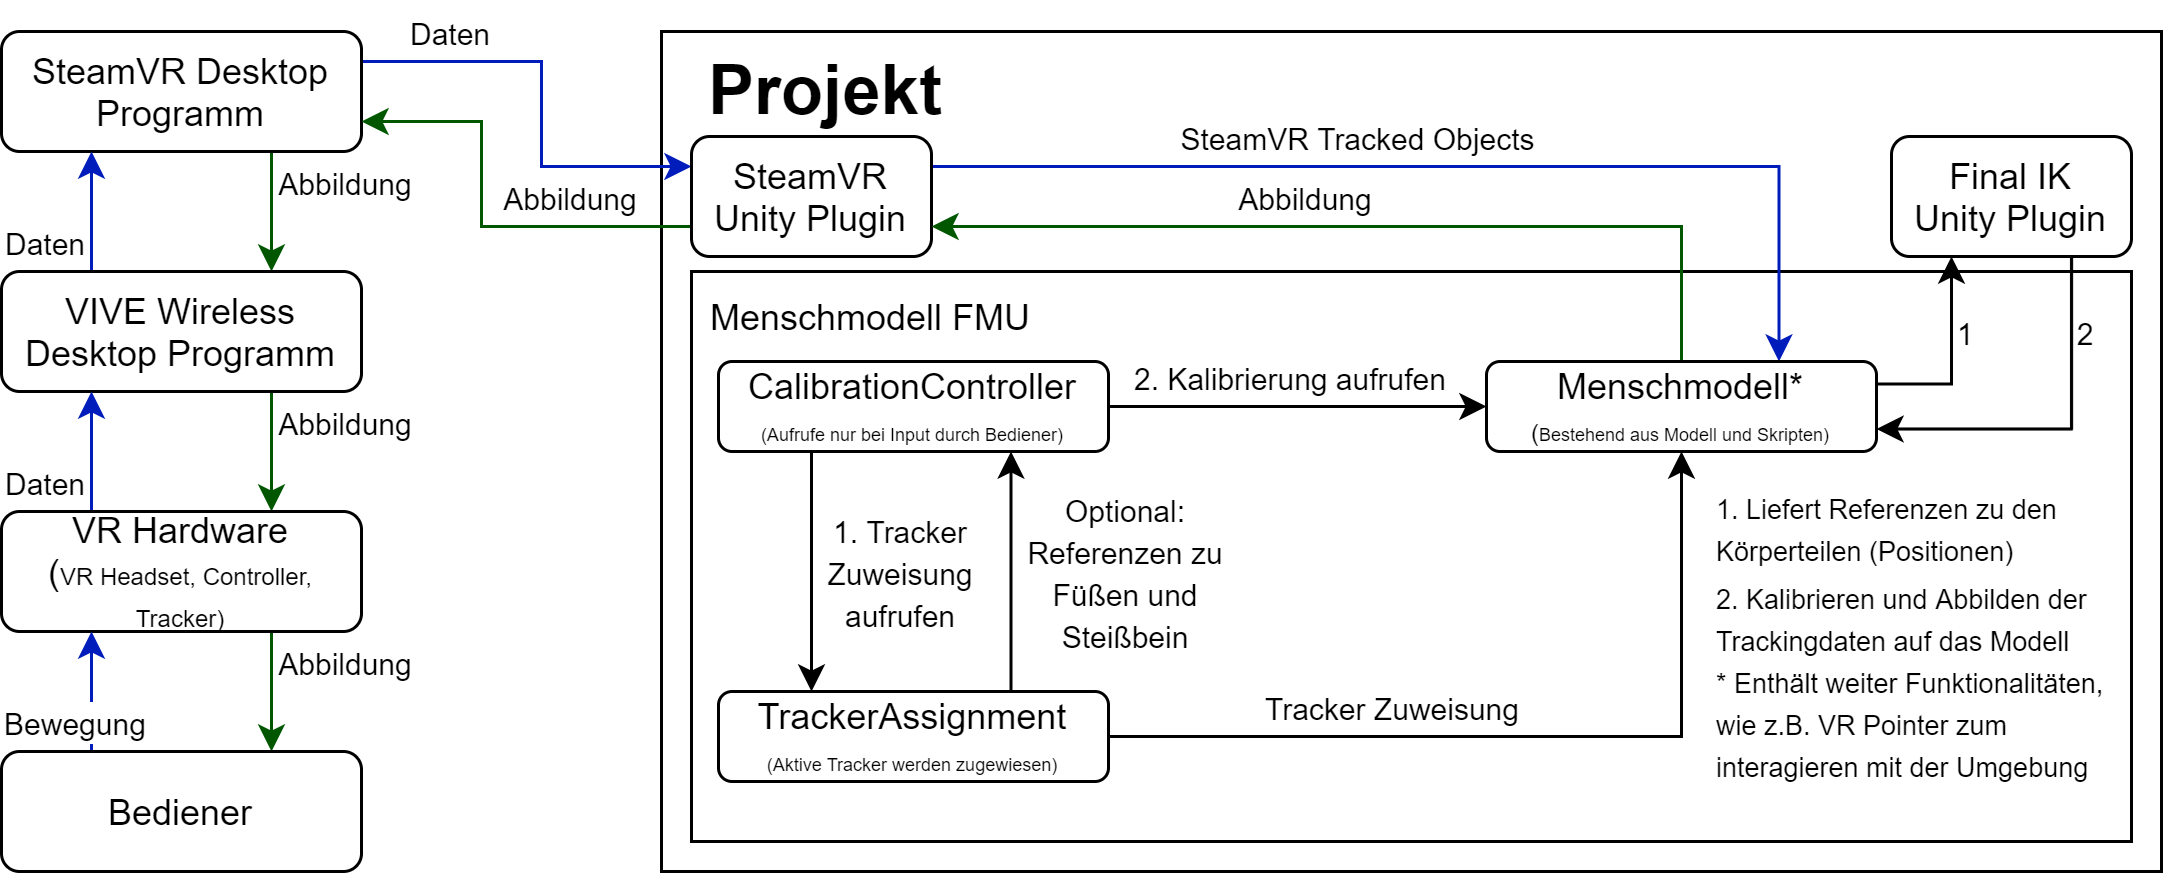 Daten
SteamVR Desktop
Programm
Abbildung
Daten
VIVE Wireless
Desktop Programm
Abbildung
Daten
VR Hardware
(VR Headset, Controller,
Tracker)
Abbildung
Bewegung
Bediener
Abbildung
Projekt
SteamVR
Unity Plugin
SteamVR Tracked Objects
Abbildung
Final IK
Unity Plugin
1
2
Menschmodell FMU
CalibrationController
(Aufrufe nur bei Input durch Bediener)
2. Kalibrierung aufrufen
Menschmodell*
(Bestehend aus Modell und Skripten)
1. Tracker
Zuweisung
aufrufen
Optional:
Referenzen zu
Füßen und
Steißbein
TrackerAssignment
(Aktive Tracker werden zugewiesen)
Tracker Zuweisung
1. Liefert Referenzen zu den
Körperteilen (Positionen)
2. Kalibrieren und Abbilden der
Trackingdaten auf das Modell
* Enthält weiter Funktionalitäten,
wie z.B. VR Pointer zum
interagieren mit der Umgebung